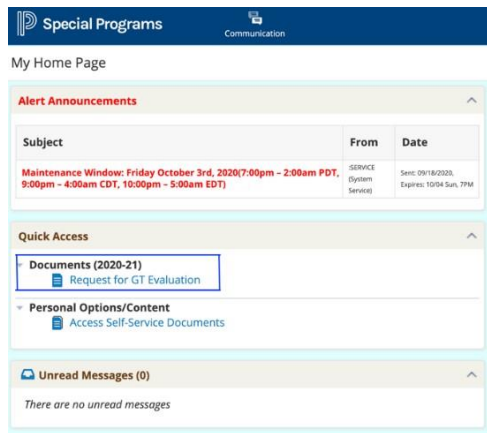 Special Programs
Communication
My Home Page
Alert Announcements
Subject
From
Date
Maintenance Window: Friday October 3rd, 2020(7:00pm – 2:00am PDT,
9:00pm – 4:00am CDT, 10:00pm – 5:00am EDT)
:SERVICE
(System
Service)
Sent: 09/18/2020,
Expires: 10/04 Sun, 7PM
Quick Access
Documents (2020-21)
Request for GT Evaluation
Personal Options/Content
Access Self-Service Documents
Unread Messages (0)
There are no unread messages